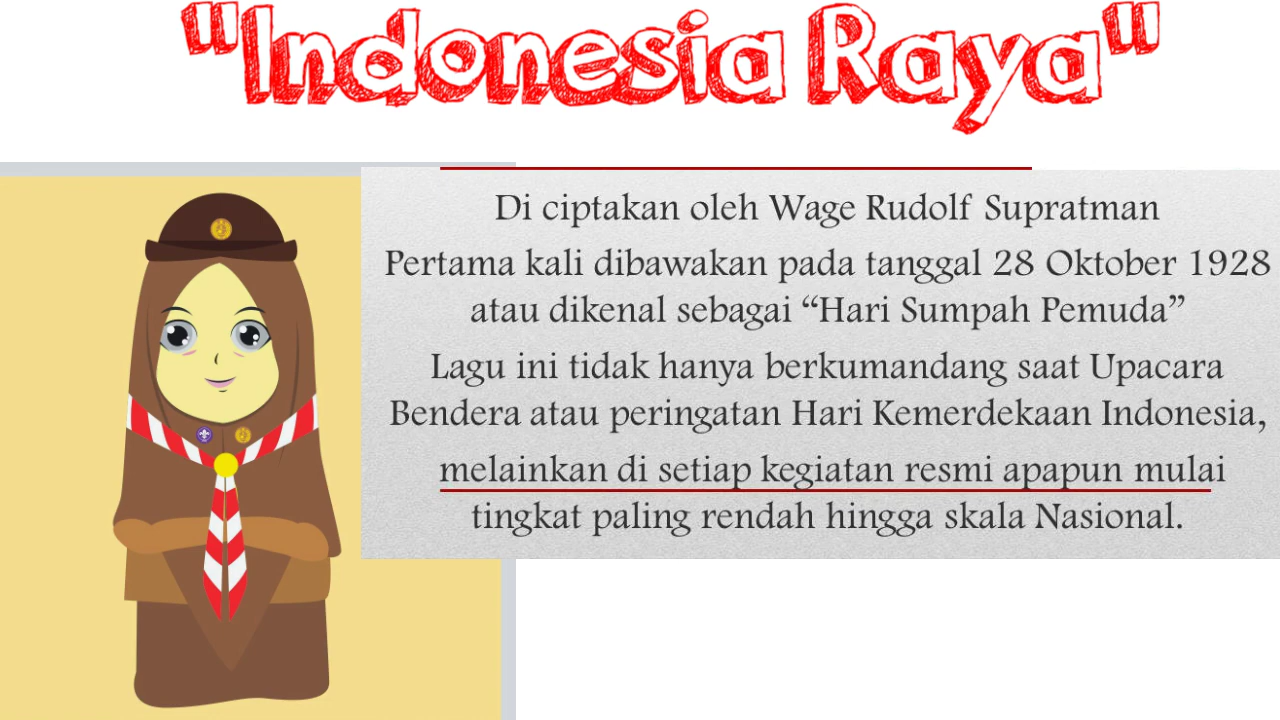 "Indonesia Raya"
Di ciptakan oleh Wage Rudolf Supratman
Pertama kali dibawakan pada tanggal 28 Oktober 1928
atau dikenal sebagai “Hari Sumpah Pemuda”
Lagu ini tidak hanya berkumandang saat Upacara
Bendera atau peringatan Hari Kemerdekaan Indonesia,
melainkan di setiap kegiatan resmi apapun mulai
tingkat paling rendah hingga skala Nasional.